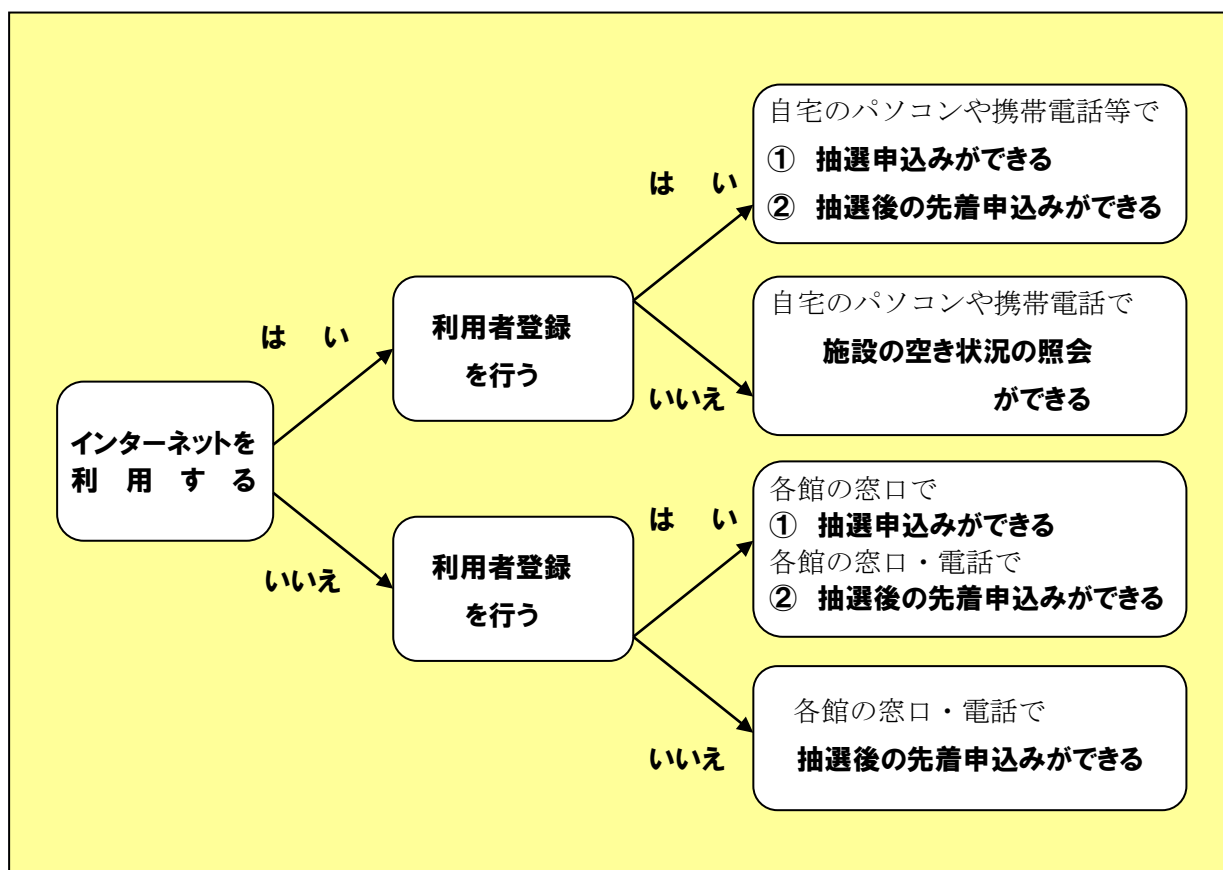 インターネットを
利用する
はい
いいえ
利用者登録
を行う
はい
いいえ
自宅のパソコンや携帯電話等で
① 抽選申込みができる
② 抽選後の先着申込みができる
自宅のパソコンや携帯電話で
施設の空き状況の照会
ができる
利用者登録
を行う
はい
いいえ
各館の窓口で
① 抽選申込みができる
各館の窓口・電話で
② 抽選後の先着申込みができる
各館の窓口・電話で
抽選後の先着申込みができる